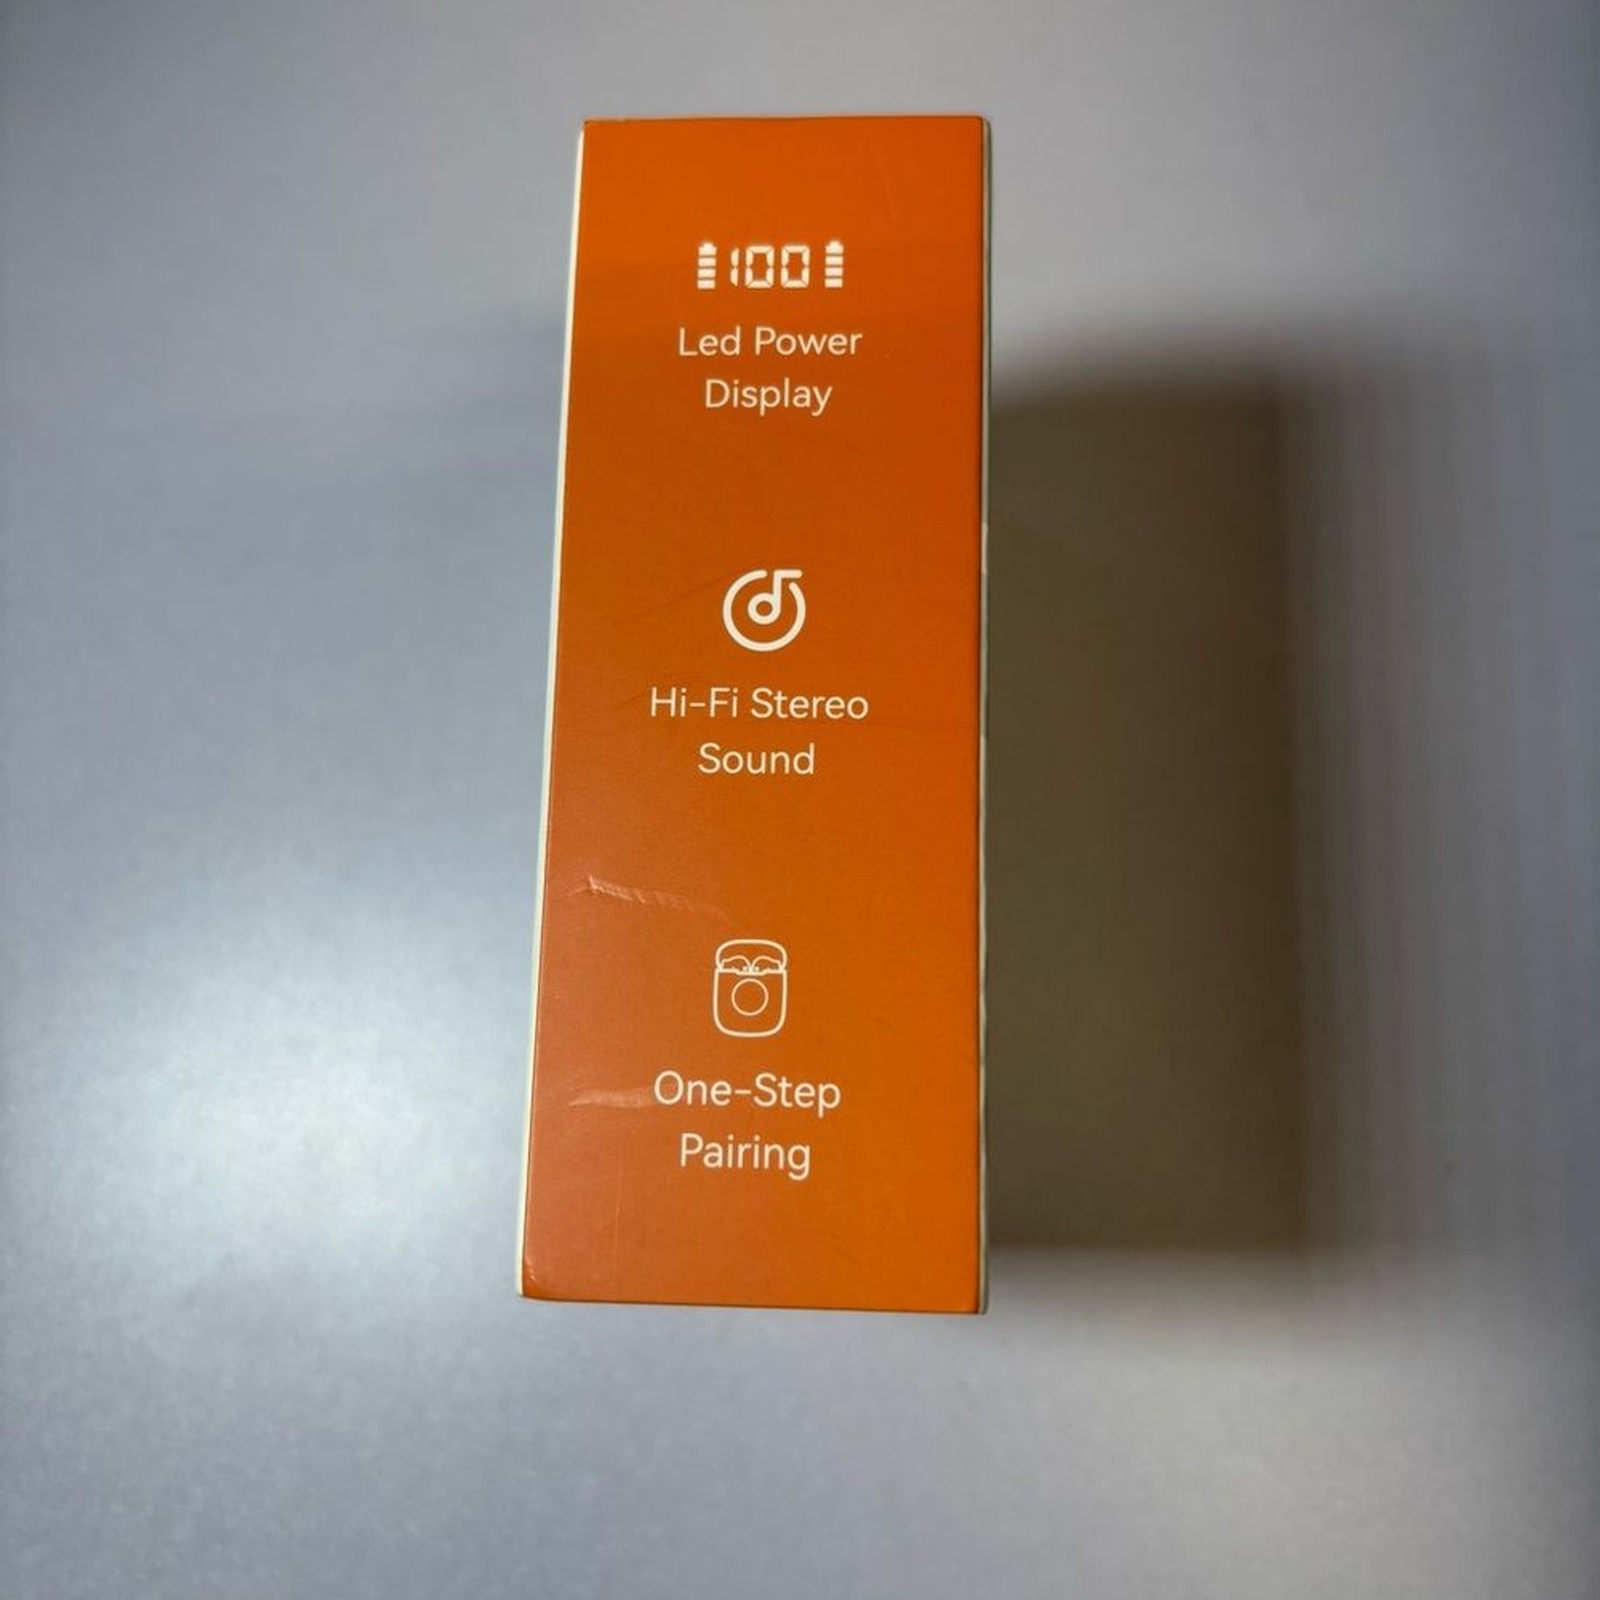 100
Led Power
Display
Hi-Fi Stereo
Sound
One-Step
Pairing